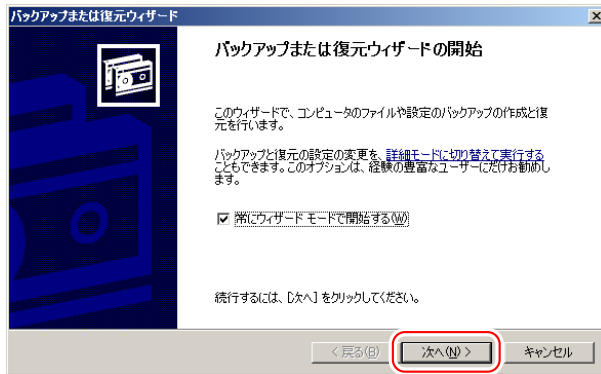 バックアップまたは復元ウィザード
バックアップまたは復元ウィザードの開始
このウィザードで、コンピュータのファイルや設定のバックアップの作成と復
元を行います。
バックアップと復元の設定の変更を、詳細モードに切り替えて実行する
こともできます。このオプションは、経験の豊富なユーザーにだけお勧めし
ます。
常にウィザード モードで開始する(W)
続行するには、[次へ] をクリックしてください。
< 戻る(B)
次へ(N) >
キャンセル